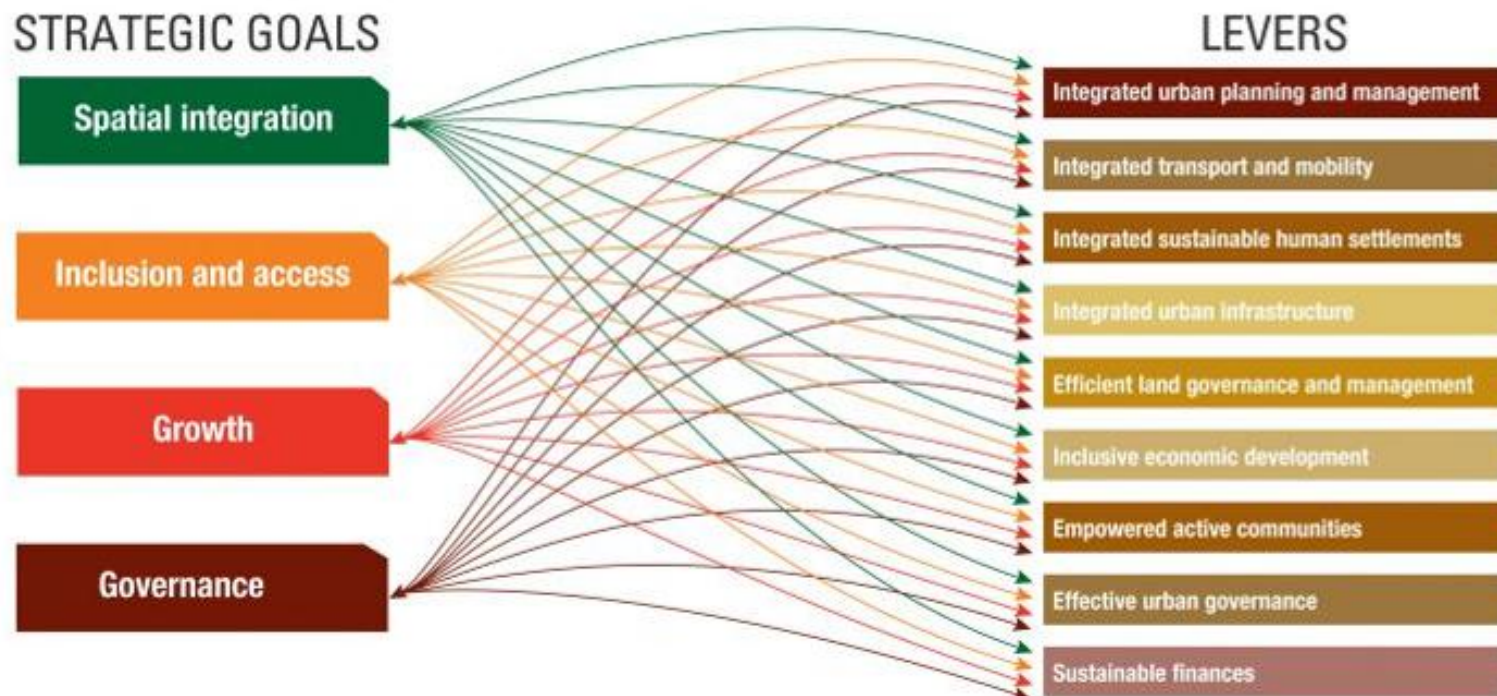 STRATEGIC GOALS
Spatial integration
Inclusion and access
Growth
Governance
LEVERS
Integrated urban planning and management
Integrated transport and mobility
Integrated sustainable human settlements
Integrated urban infrastructure
Efficient land governance and management
Inclusive economic development
Empowered active communities
Effective urban governance
Sustainable finances